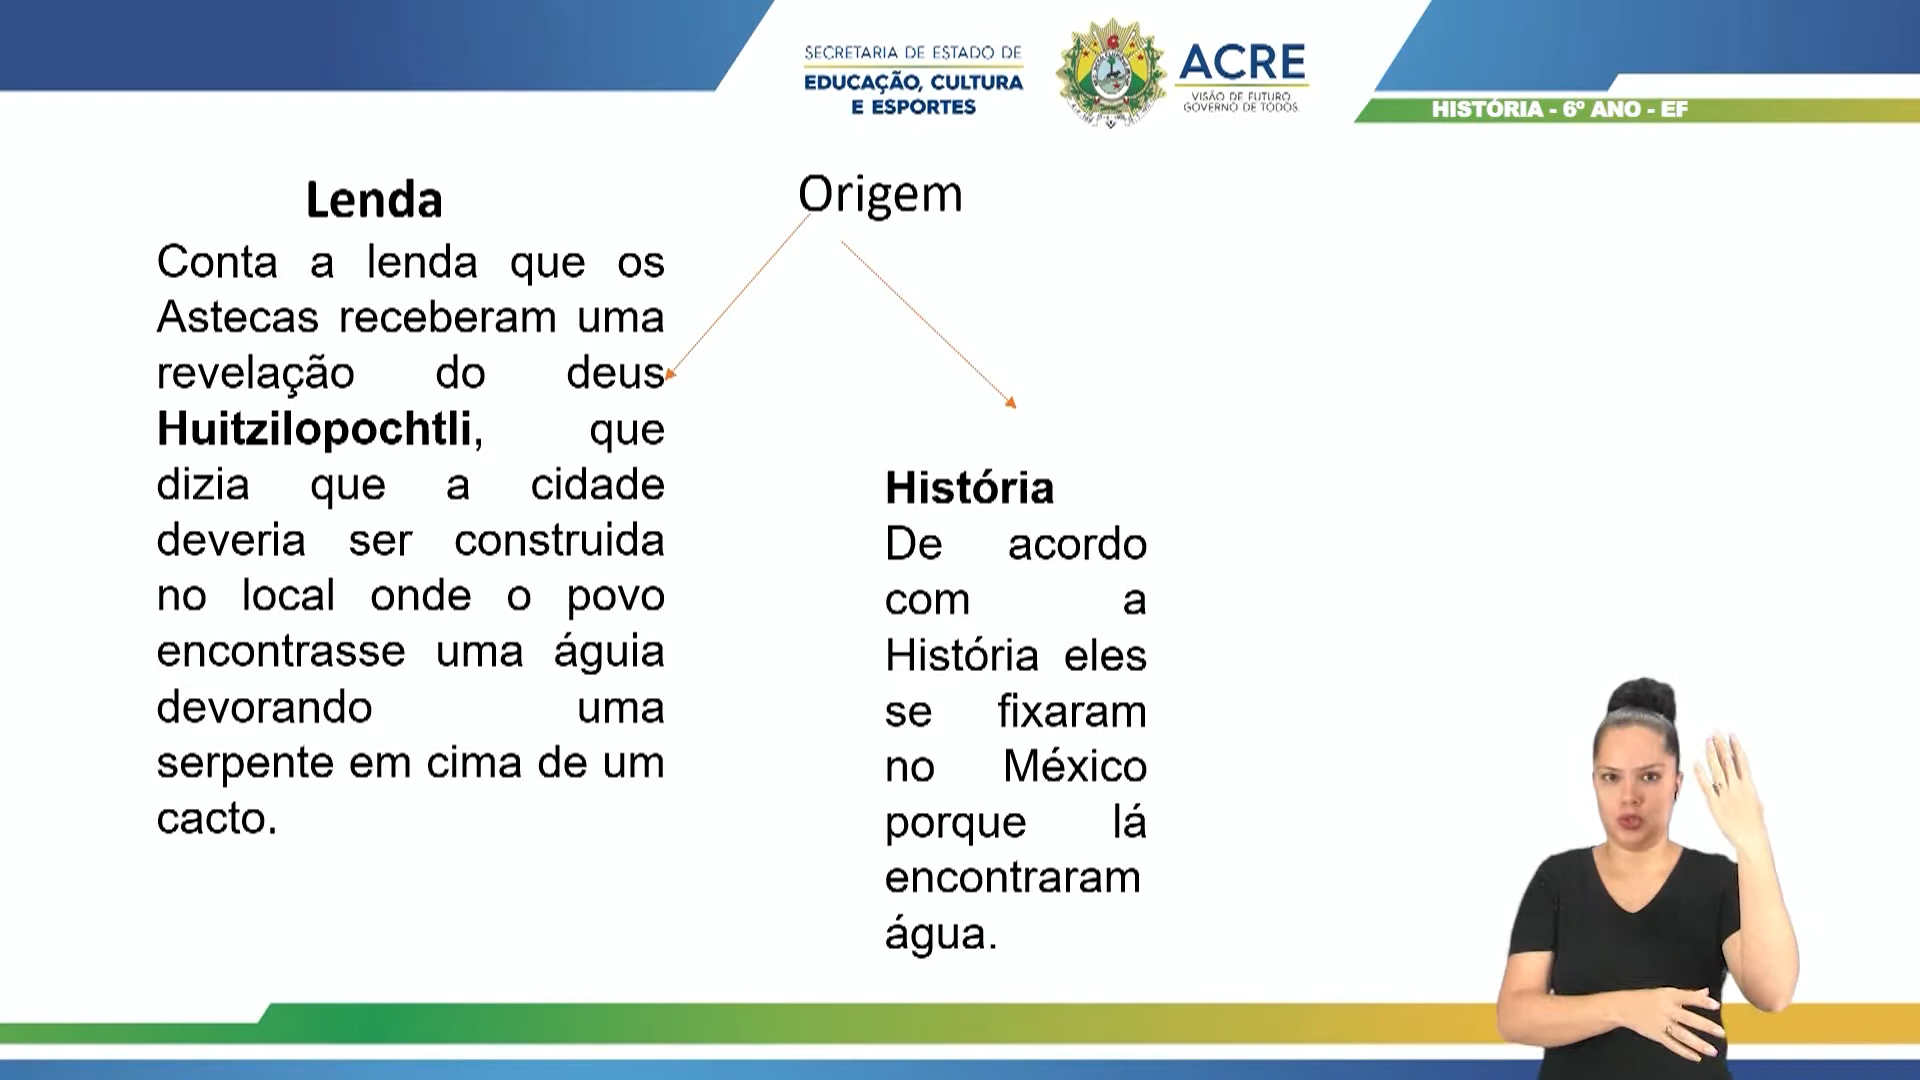 SECRETARIA DE ESTADO DE
EDUCAÇÃO, CULTURA
E ESPORTES
ACRE
VISÃO DE FUTURO.
GOVERNO DE TODOS.
HISTÓRIA - 6º ANO - EF
Origem
Lenda
Conta a lenda que os
Astecas receberam uma
revelação do deus
Huitzilopochtli, que
dizia que a cidade
deveria ser construida
no local onde o povo
encontrasse uma águia
devorando uma
serpente em cima de um
cacto.
História
De acordo
com a
História eles
se fixaram
no México
porque lá
encontraram
água.